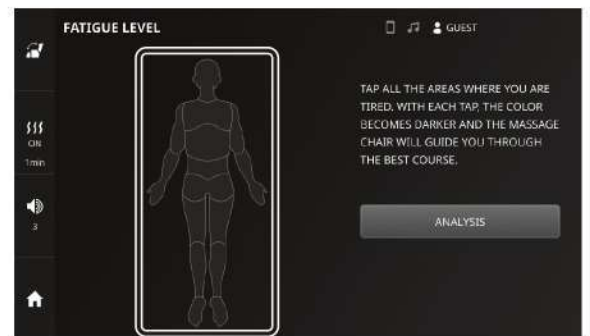 FATIGUE LEVEL
GUEST
TAP ALL THE AREAS WHERE YOU ARE
TIRED, WITH EACH TAP, THE COLOR
BECOMES DARKER AND THE MASSAGE
CHAIR WILL GUIDE YOU THROUGH
THE BEST COURSE.
ON
1min
3
ANALYSIS